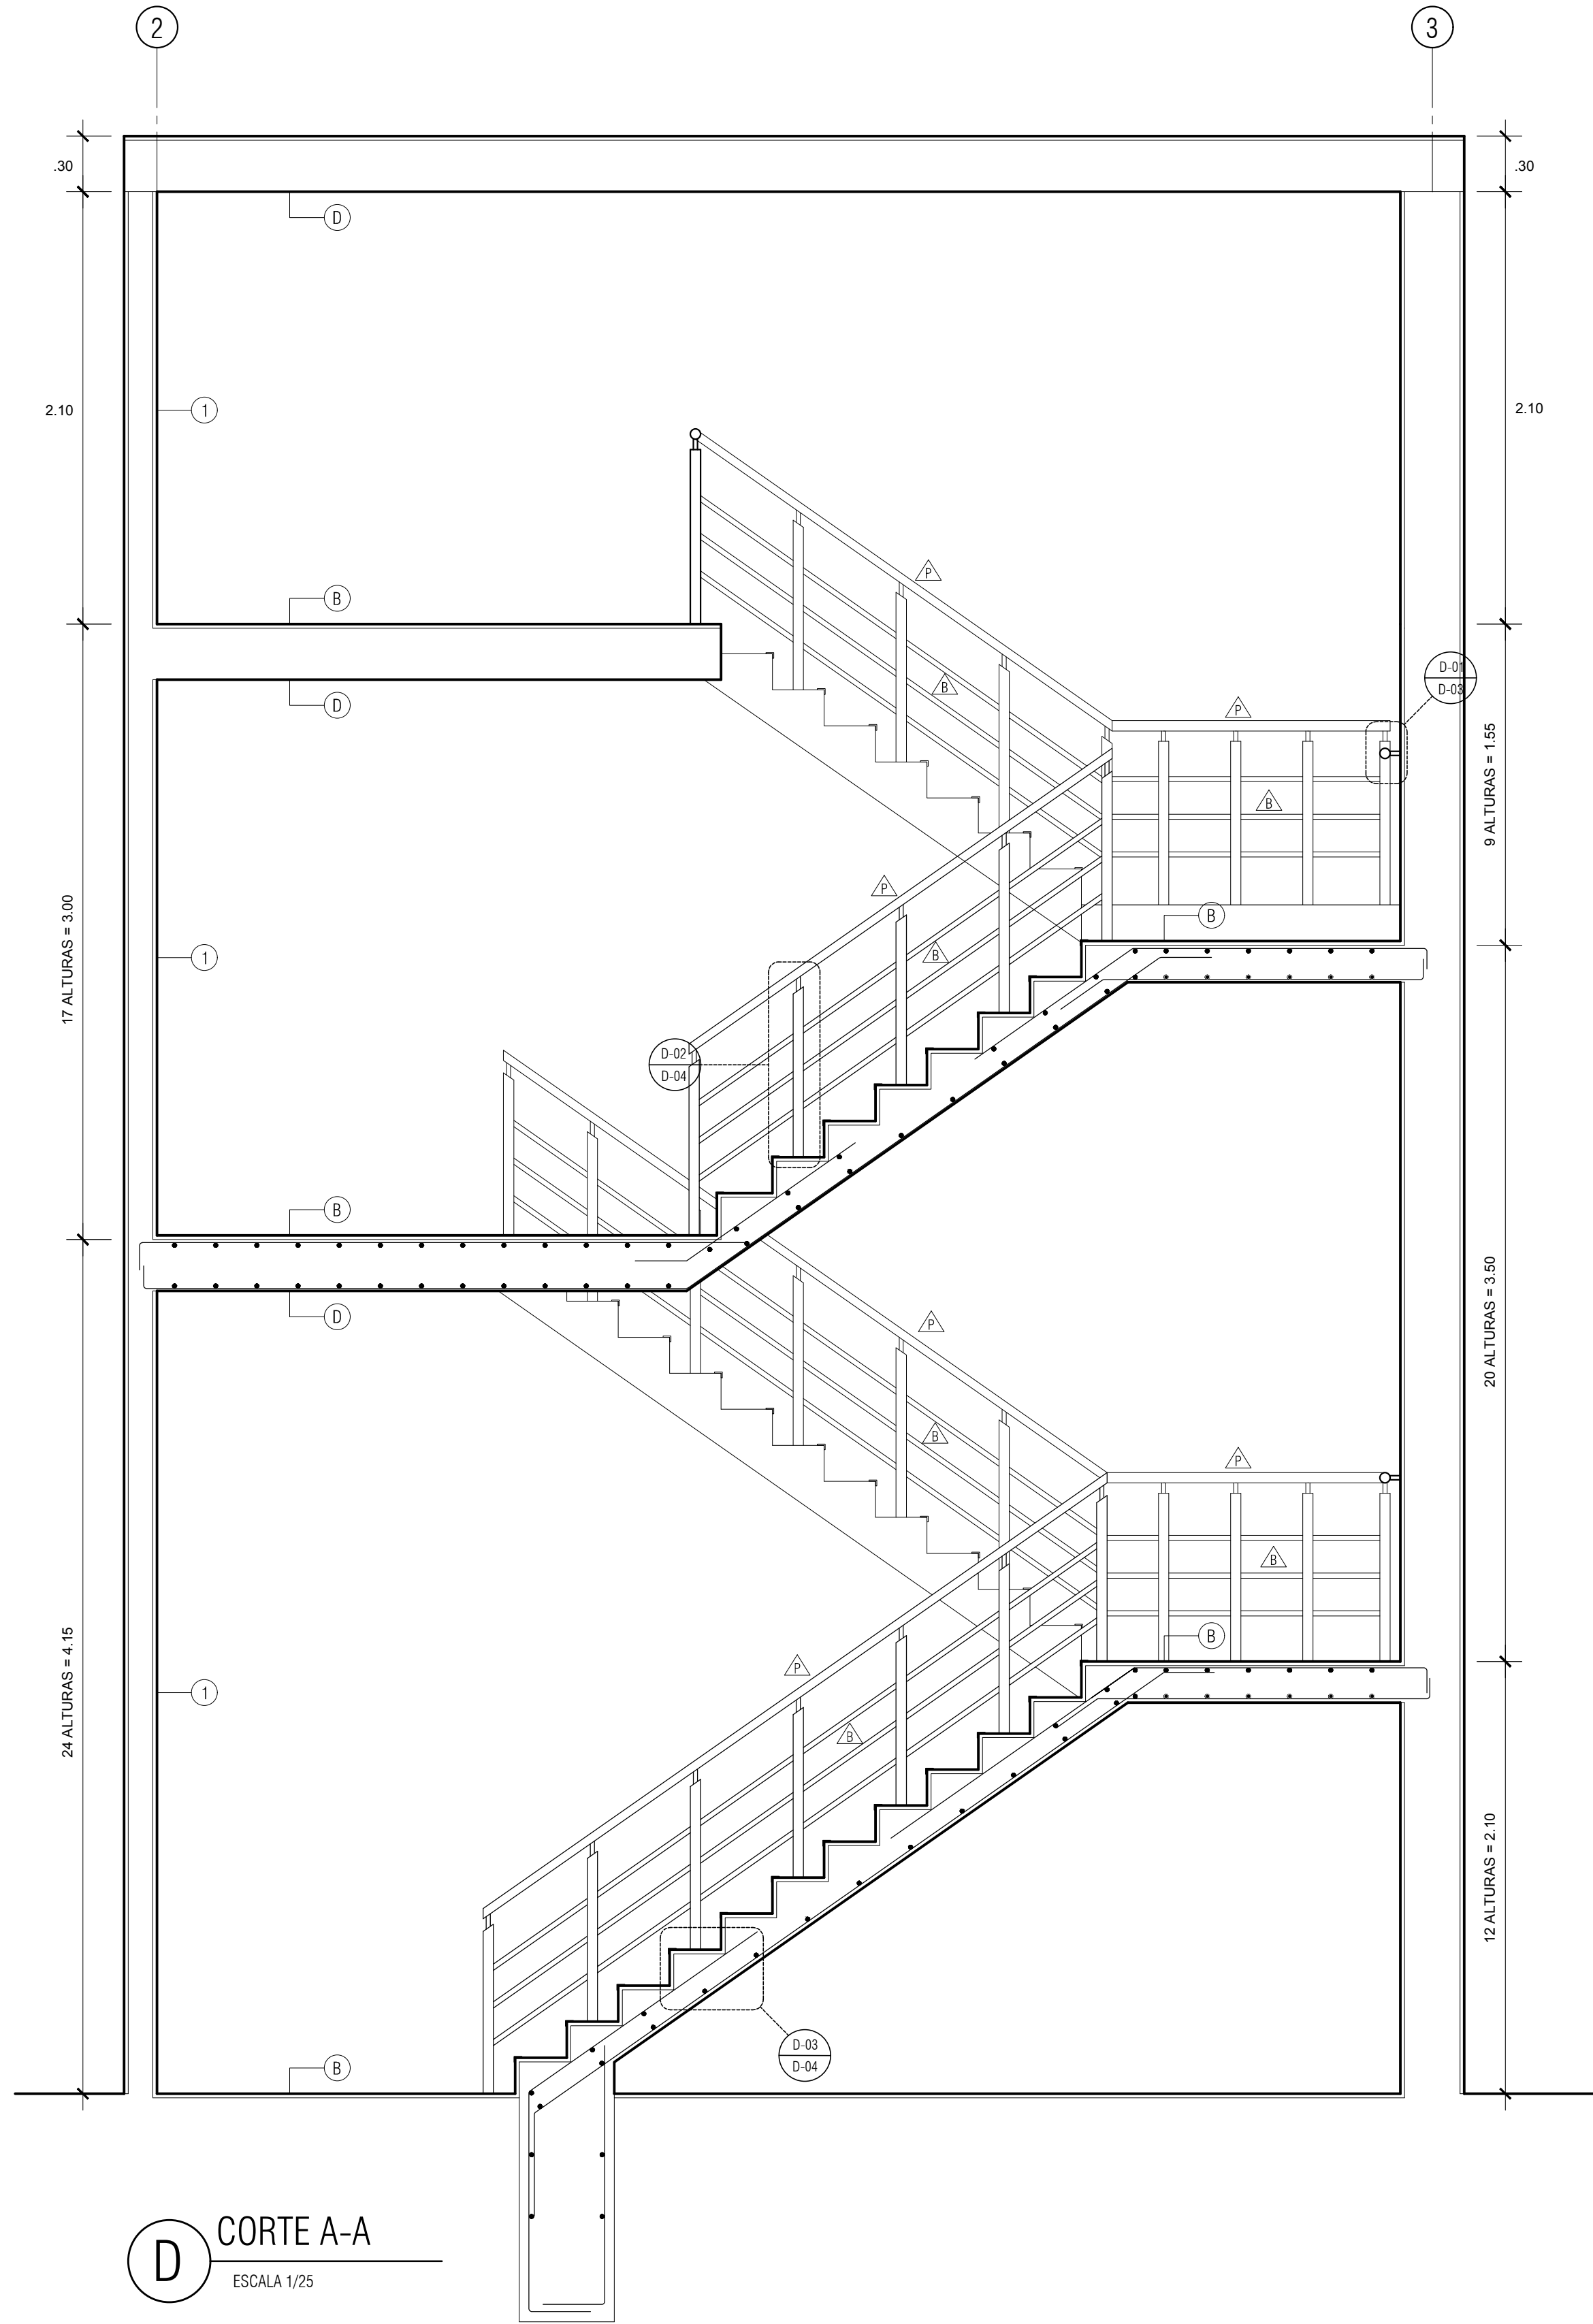 2
3
.30
.30
D
2.10
1
2.10
P
B
B
D-01
D-03
D
P
9 ALTURAS = 1.55
B
P
17 ALTURAS = 3.00
B
B
1
D-02
D-04
B
20 ALTURAS = 3.50
D
P
B
P
B
24 ALTURAS = 4.15
B
P
1
B
12 ALTURAS = 2.10
D-03
D-04
B
D
CORTE A-A
ESCALA 1/25